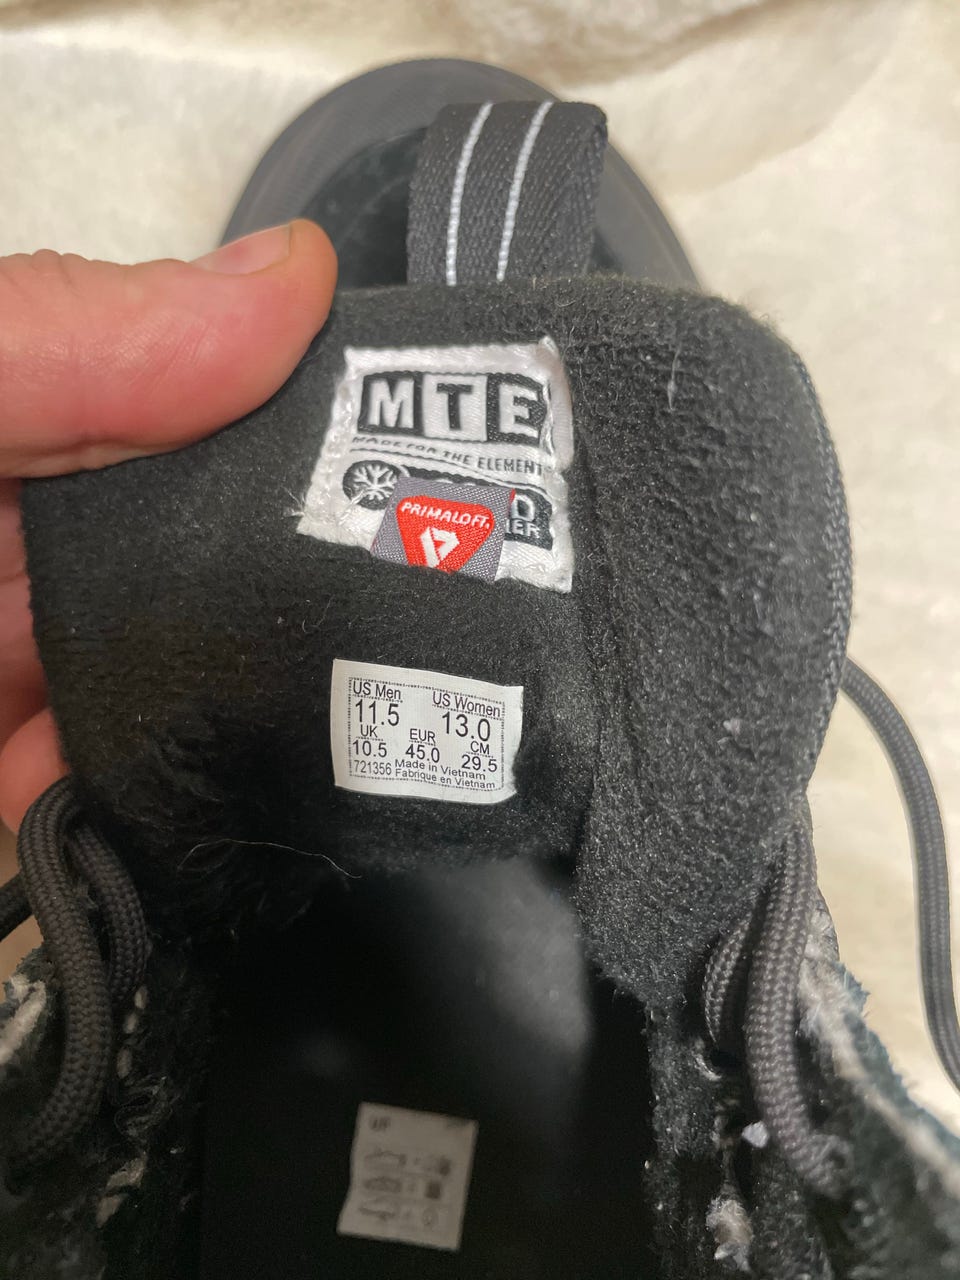 MTE
MADE FOR THE ELEMENT
PRIMALOFT.
US Men US Women
11.5 13.0
UK EUR CM
10.5 45.0 29.5
721356 Made in Vietnam
Fabrique en Vietnam